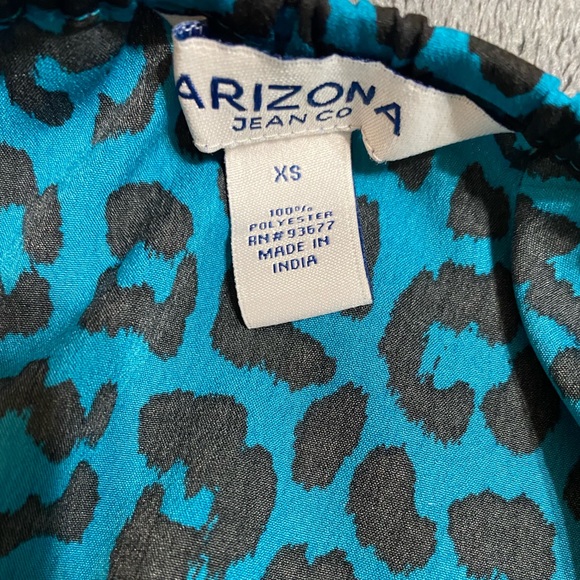 ARIZONA
JEAN CO
XS
100%
POLYESTER
RN#93677
MADE IN
INDIA